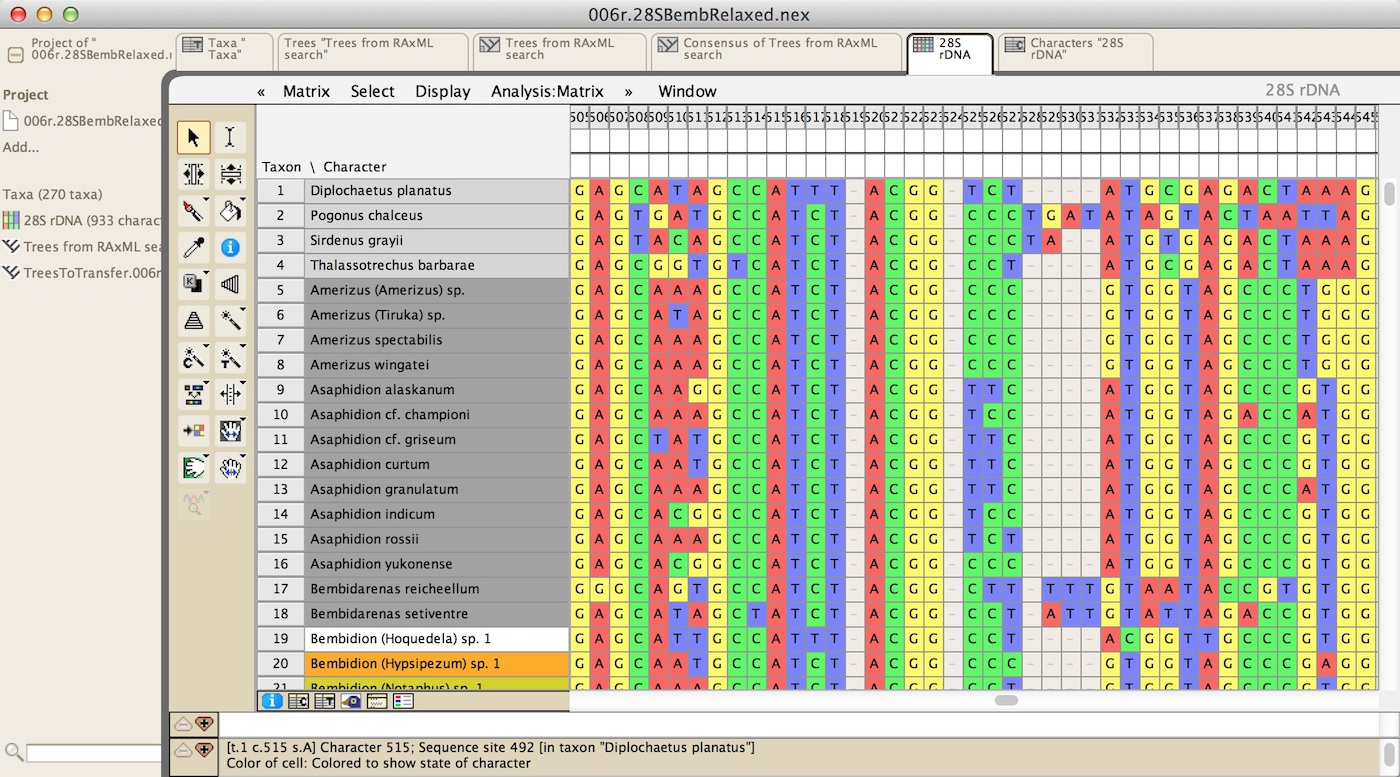 006r.28SBembRelaxed.nex
Project of "
006r.28SBembRelaxed.
Taxa "
Taxa"
Trees "Trees from RAxML
search"
Trees from RAxML
search
Consensus of Trees from RAxML
search
28S
rDNA
Characters "28S
rDNA"
« Matrix Select Display Analysis:Matrix » Window 28S rDNA
Project
006r.28SBembRelaxed
Add...
Taxa (270 taxa)
28S rDNA (933 charac
Trees from RAxML sea
TreesToTransfer.006r
Taxon \ Character
1 Diplochaetus planatus G A G C A T A G C C A T T T - A C G G - T C T - - - - A T G C G A G A C T A A A G
2 Pogonus chalceus G A G T G A T G C C A T C T - A C G G - C C C T G A T A T A G T A C T A A T T A G
3 Sirdenus grayii G A G T A C A G C C A T C T - A C G G - C C C T A - - A T G T G A G A C T A A A G
4 Thalassotrechus barbarae G A G C G G T G T C A T C T - A C G G - C C T - - - - A T G C G A G A C T A A A G
5 Amerizus (Amerizus) sp. G A G C A A A G C C A T C T - A C G G - C C C - - - - G T G G T A G C C C T G G G
6 Amerizus (Tiruka) sp. G A G C A T A G C C A T C T - A C G G - C C C - - - - G T G G T A G C C C T G G G
7 Amerizus spectabilis G A G C A A A G C C A T C T - A C G G - C C C - - - - G T G G T A G C C C T G G G
8 Amerizus wingatei G A G C A A A G C C A T C T - A C G G - C C C - - - - G T G G T A G C C C T G G G
9 Asaphidion alaskanum G A G C A A G G C C A T C T - A C G G - T T C - - - - A T G G T A G C C C G T G G
10 Asaphidion cf. championi G A G C A A A G C C A T C T - A C G G - T C C - - - - A T G G T A G A C C A T G G
11 Asaphidion cf. griseum G A G C T A T G C C A T C T - A C G G - T T C - - - - A T G G T A G C C C G T G G
12 Asaphidion curtum G A G C A A T G C C A T C T - A C G G - T T C - - - - A T G G T A G C C C G T G G
13 Asaphidion granulatum G A G C A A A G C C A T C T - A C G G - T T C - - - - A T G G T A G C C C A T G G
14 Asaphidion indicum G A G C A C G G C C A T C T - A C G G - T C C - - - - A T G G T A G C C C G T G G
15 Asaphidion rossii G A G C A A A G C C A T C T - A C G G - T C T - - - - A T G G T A G C C C G T G G
16 Asaphidion yukonense G A G C A C G G C C A T C T - A C G G - C C C - - - - A T G G T A G C C C G T G G
17 Bembidarenas reicheellum G G G C A G T G C C A T C T - A C G G - C T T - T T T G T A A T A C C G T G T G G
18 Bembidarenas setiventre G A G C A T A G C T A T C T - A C G G - C C T - A T T G T A T T A G A C C G T G G
19 Bembidion (Hoquedela) sp. 1 G A G C A T T G C C A T T T - A C G G - C C T - - - - A C G G T T G C C C G T G G
20 Bembidion (Hypsipezum) sp. 1 G A G C A A T G C C A T C T - A C G G - C C C - - - - G T G G T A G C C C G A G G
21 Bembidion (Notaphus) sp. 1
[t.1 c.515 s.A] Character 515; Sequence site 492 [in taxon "Diplochaetus planatus"]
Color of cell: Colored to show state of character